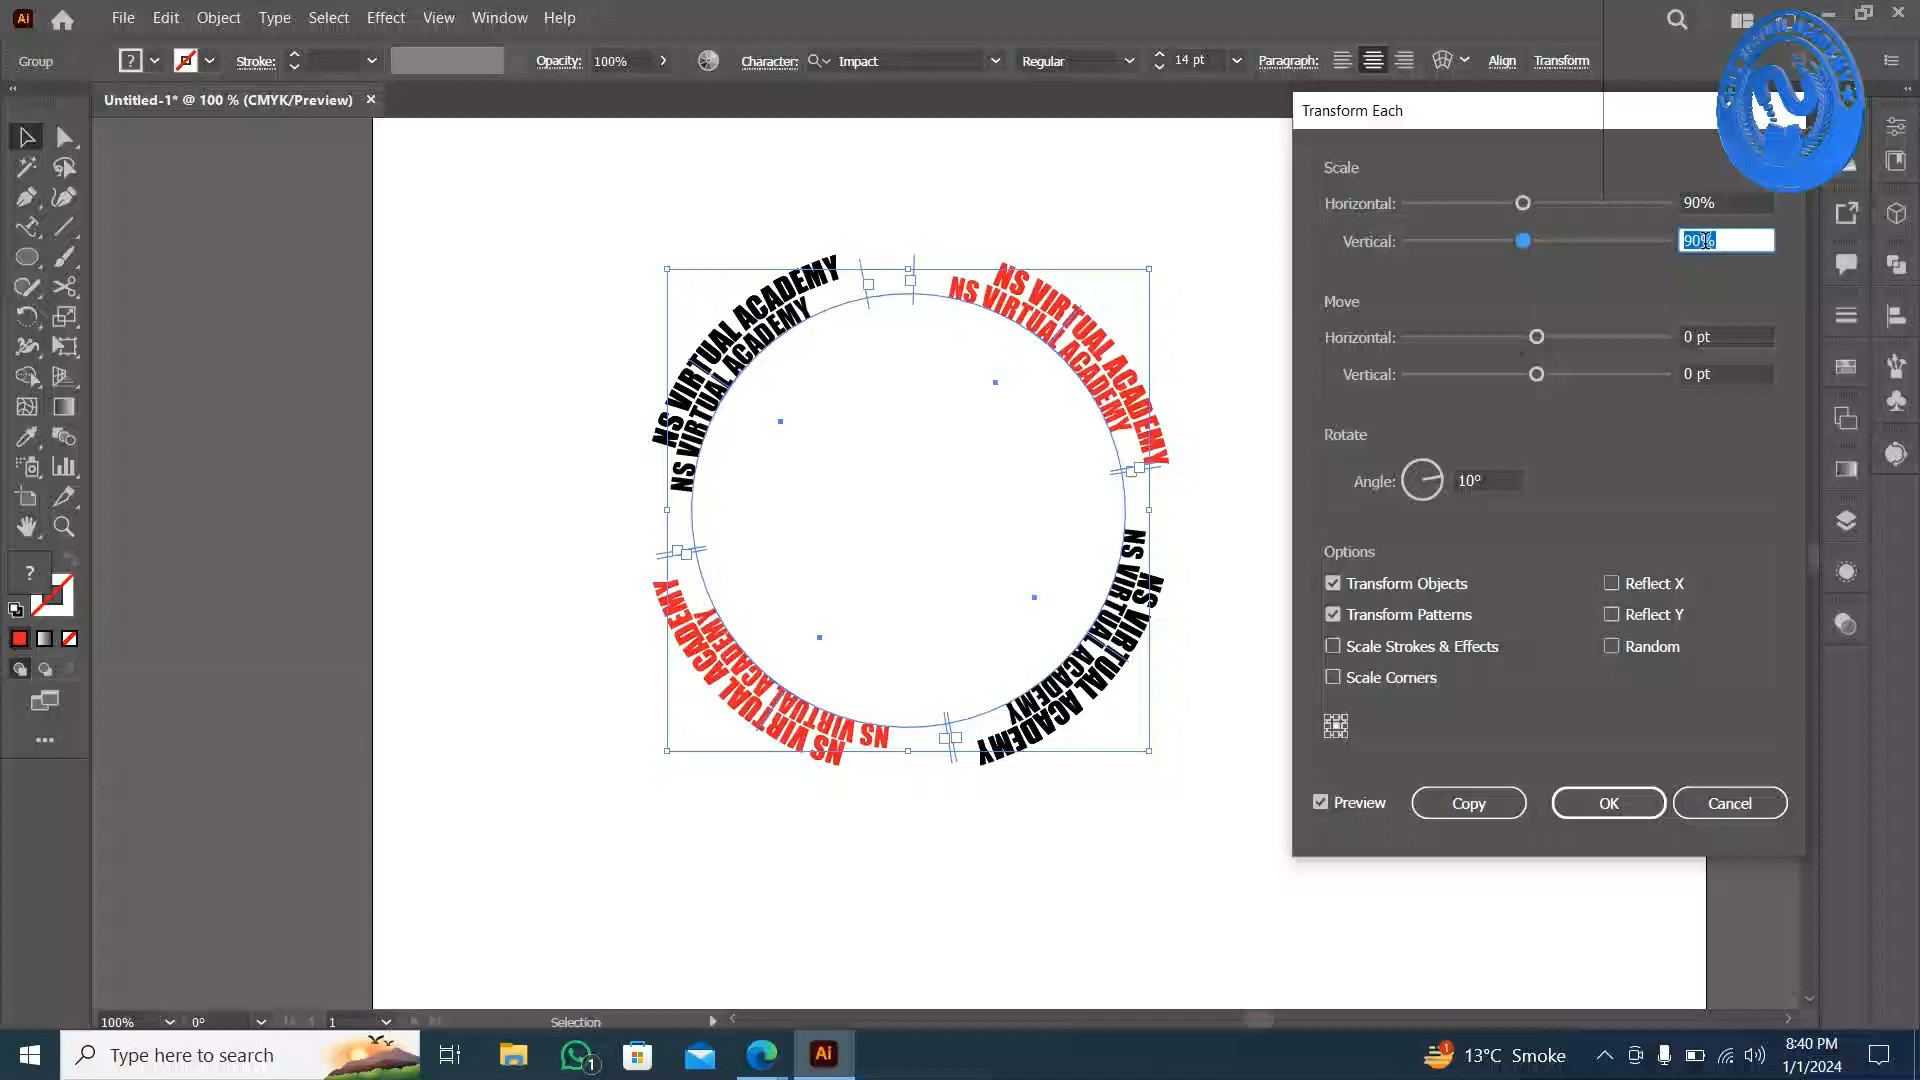 File Edit Object Type Select Effect View Window Help
Group
Stroke:
Opacity: 100%
Character: Impact
Regular
14 pt
Paragraph:
Align
Transform
Untitled-1* @ 100 % (CMYK/Preview) ×
NS VIRTUAL ACADEMY
NS VIRTUAL ACADEMY
NS VIRTUAL ACADEMY
NS VIRTUAL ACADEMY
NS VIRTUAL ACADEMY
NS VIRTUAL ACADEMY
NS VIRTUAL ACADEMY
NS VIRTUAL ACADEMY
Transform Each
Scale
Horizontal: 90%
Vertical: 90%
Move
Horizontal: 0 pt
Vertical: 0 pt
Rotate
Angle: 10°
Options
Transform Objects
Reflect X
Transform Patterns
Reflect Y
Scale Strokes & Effects
Random
Scale Corners
Preview
Copy
OK
Cancel
100%
0°
1
Selection
Type here to search
1
Ai
1
13°C Smoke
8:40 PM
1/1/2024